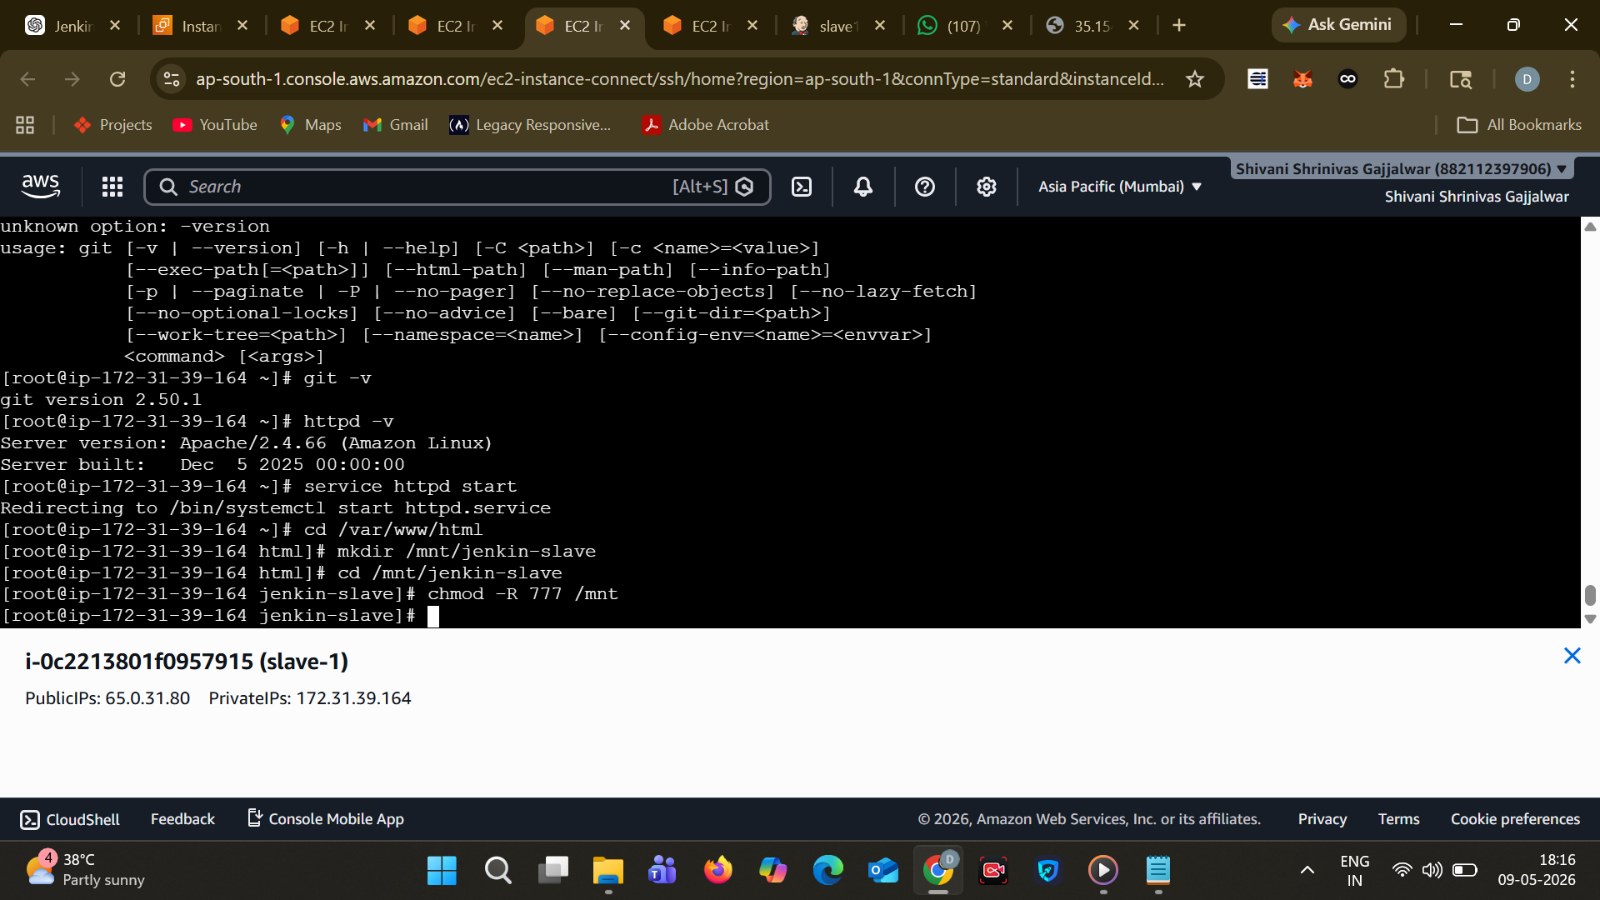 Jenkin
Instan
EC2 In
EC2 In
EC2 In
EC2 In
slave1
(107)
35.15
Ask Gemini
ap-south-1.console.aws.amazon.com/ec2-instance-connect/ssh/home?region=ap-south-1&connType=standard&instanceId...
D
Projects
YouTube
Maps
Gmail
Legacy Responsive...
Adobe Acrobat
All Bookmarks
aws
Search
[Alt+S]
Asia Pacific (Mumbai)
Shivani Shrinivas Gajjalwar (882112397906)
Shivani Shrinivas Gajjalwar
unknown option: -version
usage: git [-v | --version] [-h | --help] [-C <path>] [-c <name>=<value>]
[--exec-path[=<path>]] [--html-path] [--man-path] [--info-path]
[-p | --paginate | -P | --no-pager] [--no-replace-objects] [--no-lazy-fetch]
[--no-optional-locks] [--no-advice] [--bare] [--git-dir=<path>]
[--work-tree=<path>] [--namespace=<name>] [--config-env=<name>=<envvar>]
<command> [<args>]
[root@ip-172-31-39-164 ~]# git -v
git version 2.50.1
[root@ip-172-31-39-164 ~]# httpd -v
Server version: Apache/2.4.66 (Amazon Linux)
Server built:   Dec  5 2025 00:00:00
[root@ip-172-31-39-164 ~]# service httpd start
Redirecting to /bin/systemctl start httpd.service
[root@ip-172-31-39-164 ~]# cd /var/www/html
[root@ip-172-31-39-164 html]# mkdir /mnt/jenkin-slave
[root@ip-172-31-39-164 html]# cd /mnt/jenkin-slave
[root@ip-172-31-39-164 jenkin-slave]# chmod -R 777 /mnt
[root@ip-172-31-39-164 jenkin-slave]#
i-0c2213801f0957915 (slave-1)
PublicIPs: 65.0.31.80 PrivateIPs: 172.31.39.164
CloudShell
Feedback
Console Mobile App
© 2026, Amazon Web Services, Inc. or its affiliates.
Privacy
Terms
Cookie preferences
4
38°C
Partly sunny
D
ENG
IN
18:16
09-05-2026